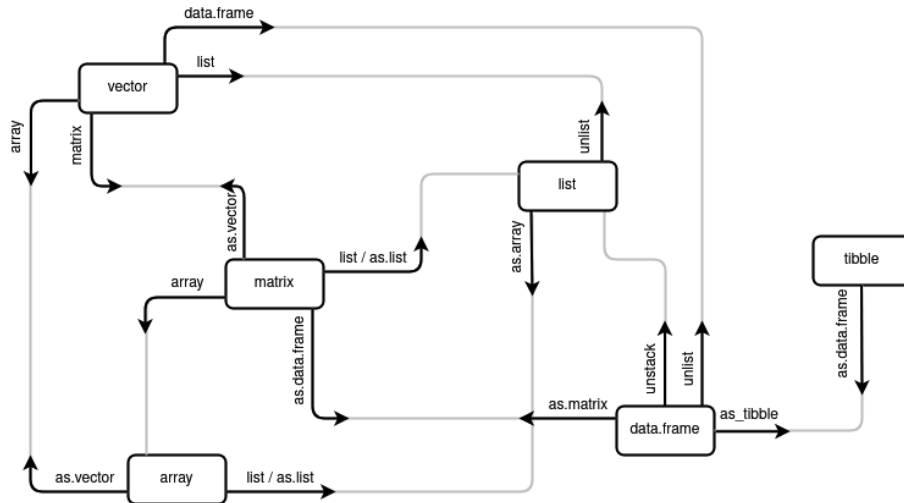 data.frame
list
vector
array
matrix
unlist
list
as.vector
as.array
list / as.list
tibble
matrix
array
as.data.frame
as.data.frame
unstack
unlist
as.matrix
as_tibble
data.frame
as.vector
array
list / as.list